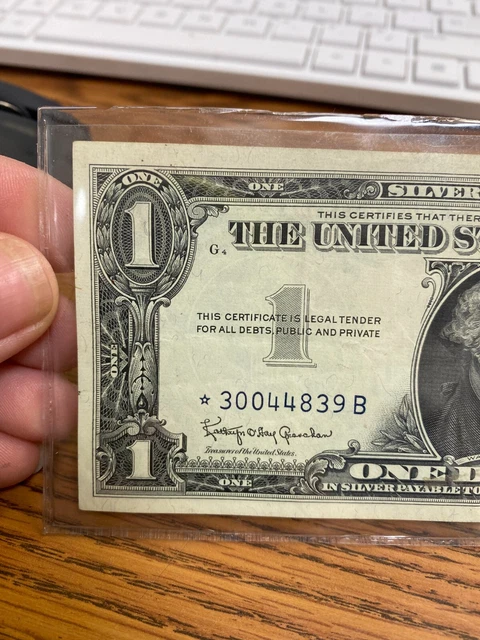 ONE
ONE
SILVER
1
THIS CERTIFIES THAT THER
G4
THE UNITED S
1
THIS CERTIFICATE IS LEGAL TENDER
FOR ALL DEBTS, PUBLIC AND PRIVATE
ONE
☆ 30044839 B
Kathryn O'Hay Granahan
Treasurer of the United States.
1
ONE
ONE D
IN SILVER PAYABLE TO